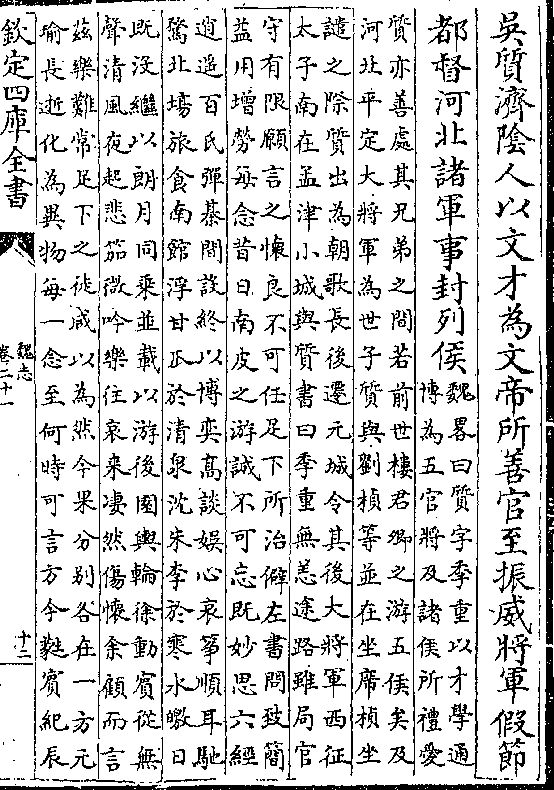 吳質濟陰人以文才為文帝所善官至振威將軍假節
都督河北諸軍事封列侯
魏畧曰質字季重以才學通
博為五官將及諸侯所禮愛
質亦善處其兄弟之間若前世樓君卿之游五侯矣及
河北平定大將軍為世子質與劉楨等並在坐席楨坐
譴之際質出為朝歌長後遷元城令其後大將軍西征
太子南在孟津小城與質書曰季重無恙途路雖局官
守有限願言之懷良不可任足下所治僻左書問致簡
益用增勞每念昔日南皮之游誠不可忘既妙思六經
逍遥百氏彈棊間設終以博奕髙談娛心哀筝順耳馳
騖北塲旅食南館浮甘瓜於清泉沈朱李於寒水皦日
既没繼以朗月同乘並載以游後園輿輪徐動賓從無
聲清風夜起悲笳微吟樂往哀来凄然傷懷余顧而言
兹樂難常足下之徒咸以為然今果分别各在一方元
瑜長逝化為異物每一念至何時可言方今蕤賓紀辰
欽定四庫全書
魏志
卷二十一
十二